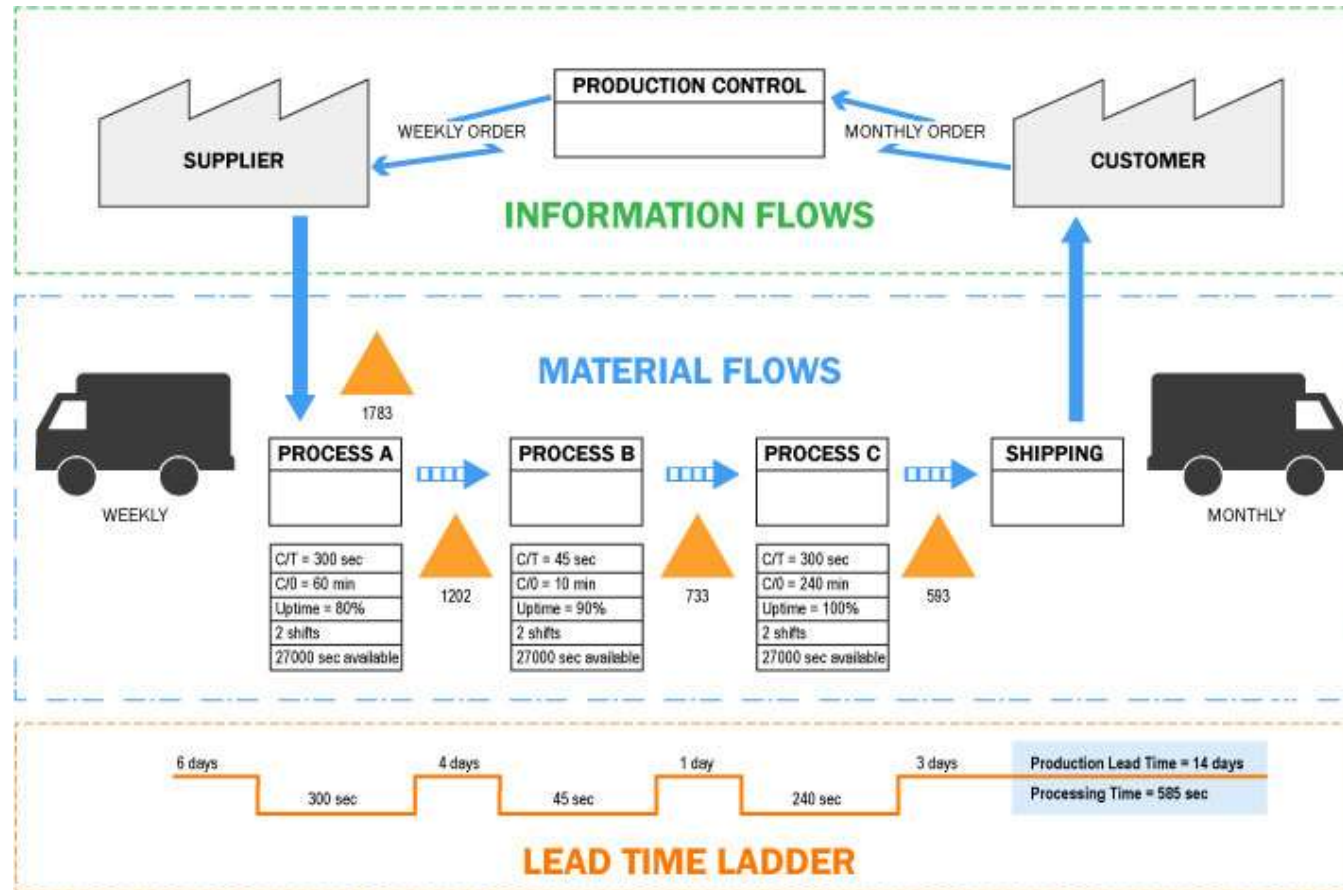 PRODUCTION CONTROL
WEEKLY ORDER
MONTHLY ORDER
SUPPLIER
CUSTOMER
INFORMATION FLOWS
MATERIAL FLOWS
1783
PROCESS A
PROCESS B
PROCESS C
SHIPPING
WEEKLY
MONTHLY
C/T = 300 sec
C/0 = 60 min
Uptime = 80%
2 shifts
27000 sec available
1202
C/T = 45 sec
C/0 = 10 min
Uptime = 90%
2 shifts
27000 sec available
733
C/T = 300 sec
C/0 = 240 min
Uptime = 100%
2 shifts
27000 sec available
593
6 days
300 sec
4 days
45 sec
1 day
240 sec
3 days
Production Lead Time = 14 days
Processing Time = 585 sec
LEAD TIME LADDER